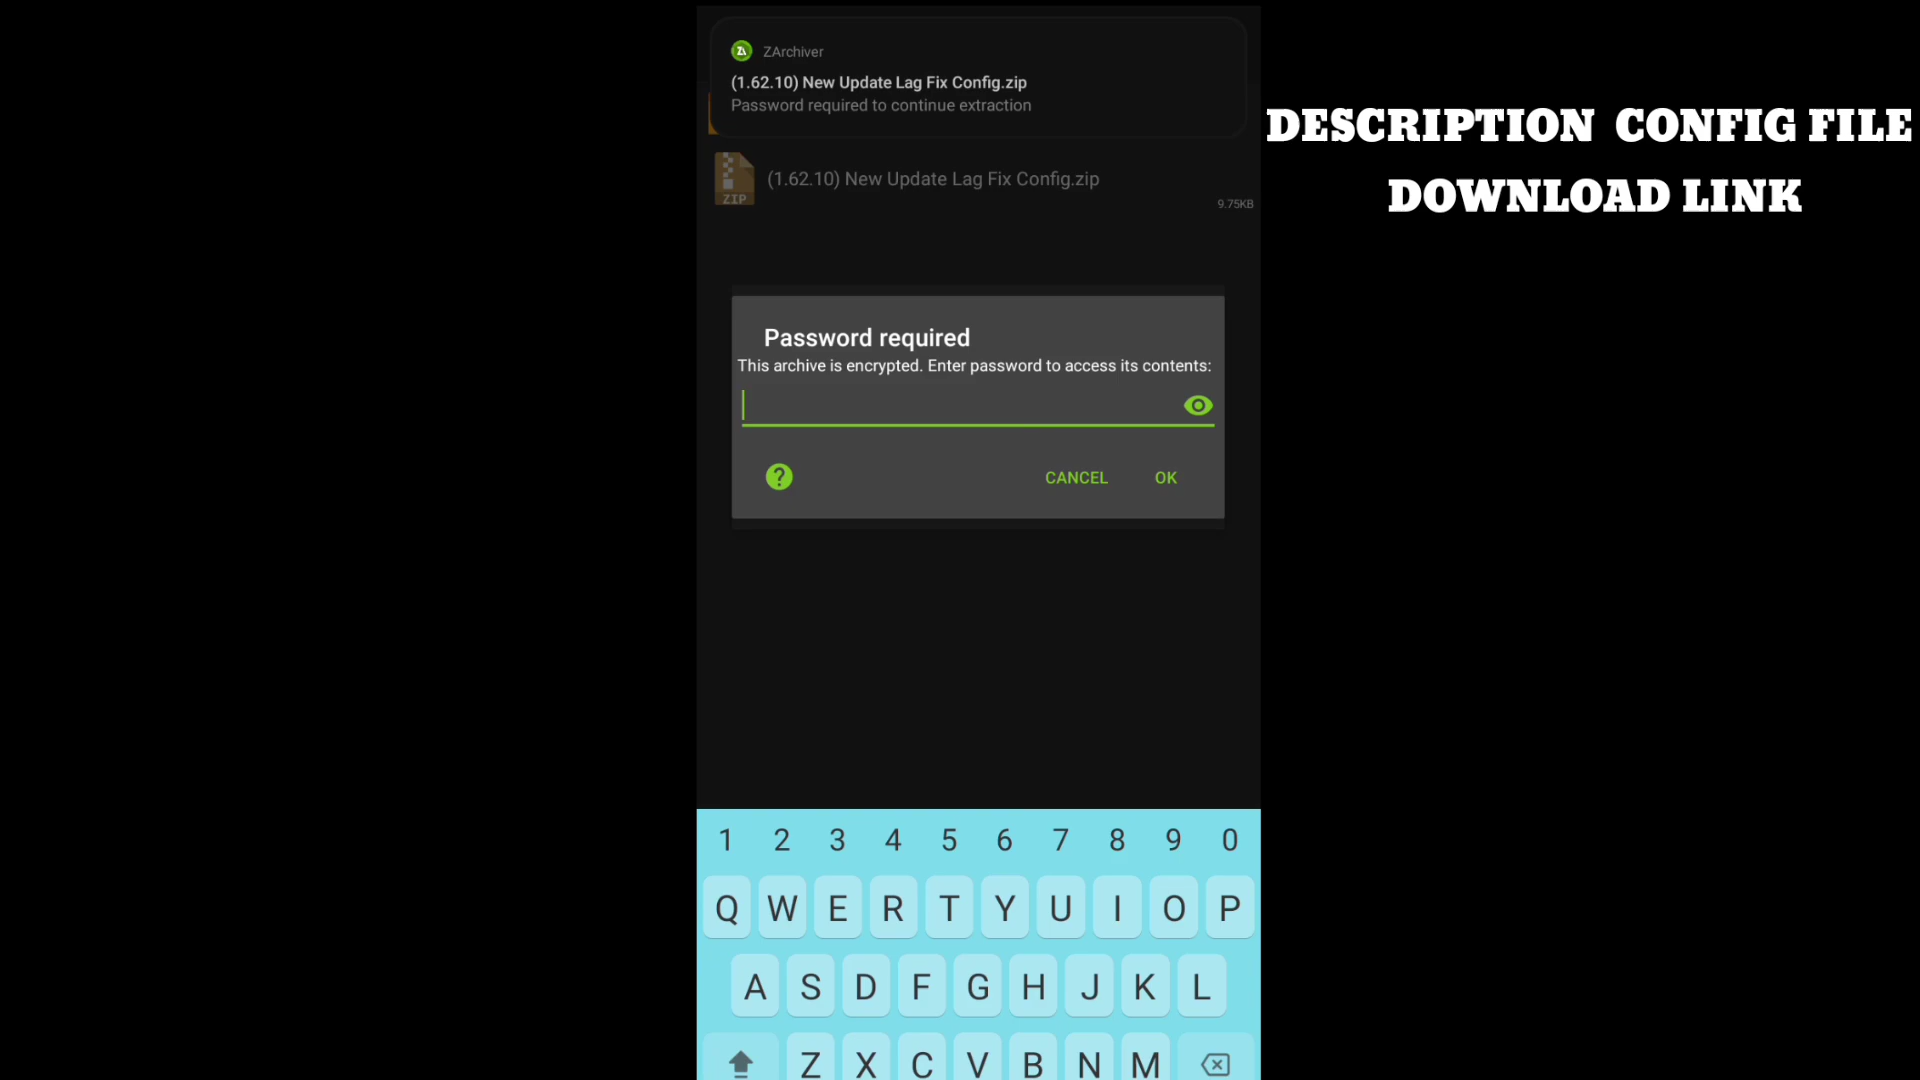 ZArchiver
(1.62.10) New Update Lag Fix Config.zip
Password required to continue extraction
DESCRIPTION CONFIG FILE
DOWNLOAD LINK
ZIP
(1.62.10) New Update Lag Fix Config.zip
9.75KB
Password required
This archive is encrypted. Enter password to access its contents:
?
CANCEL OK
1 2 3 4 5 6 7 8 9 0
Q W E R T Y U I O P
A S D F G H J K L
Z X C V B N M